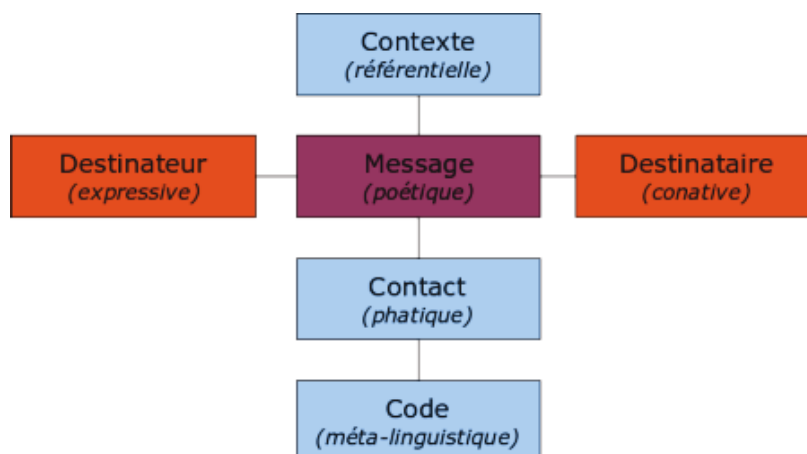 Contexte
(référentielle)
Destinateur
(expressive)
Message
(poétique)
Destinataire
(conative)
Contact
(phatique)
Code
(méta-linguistique)